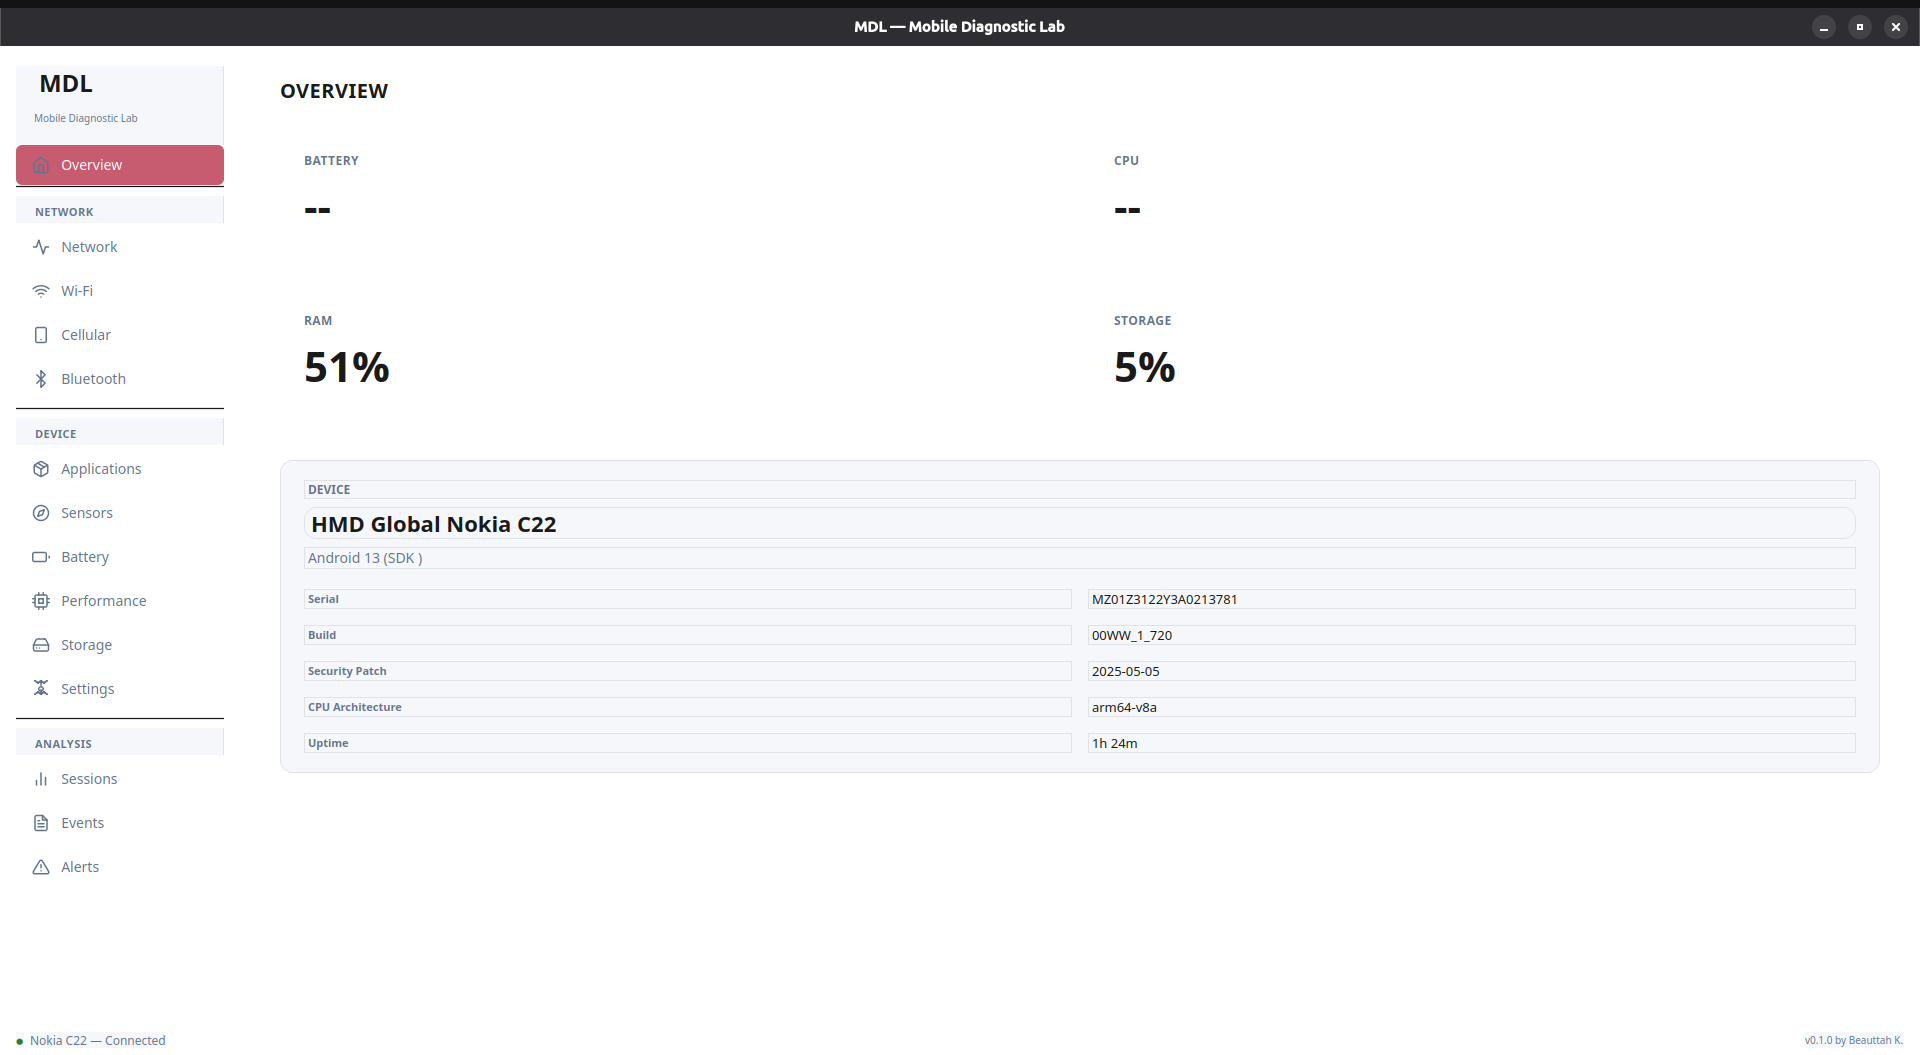 MDL — Mobile Diagnostic Lab
MDL
Mobile Diagnostic Lab
Overview
NETWORK
Network
Wi-Fi
Cellular
Bluetooth
DEVICE
Applications
Sensors
Battery
Performance
Storage
Settings
ANALYSIS
Sessions
Events
Alerts
OVERVIEW
BATTERY
--
CPU
--
RAM
51%
STORAGE
5%
DEVICE
HMD Global Nokia C22
Android 13 (SDK )
Serial MZ01Z3122Y3A0213781
Build 00WW_1_720
Security Patch 2025-05-05
CPU Architecture arm64-v8a
Uptime 1h 24m
Nokia C22 — Connected
v0.1.0 by Beauttah K.